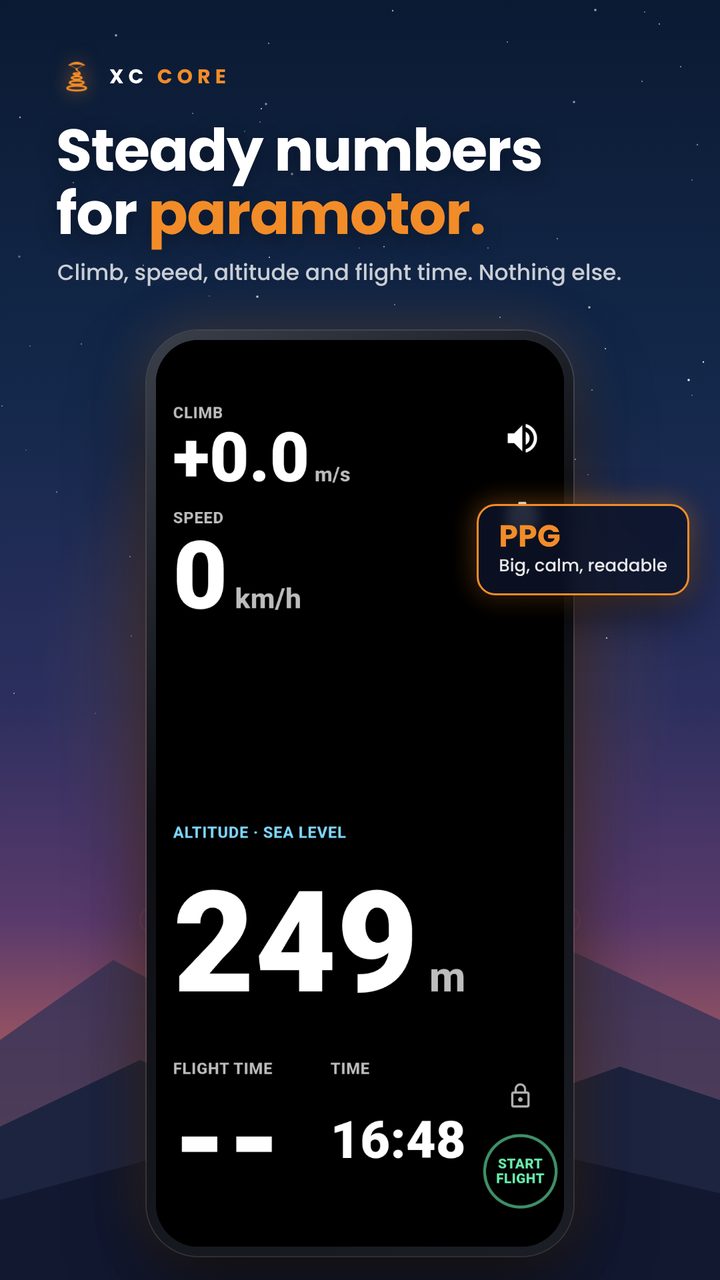 XC CORE
Steady numbers
for paramotor.
Climb, speed, altitude and flight time. Nothing else.
CLIMB
+0.0 m/s
SPEED
0 km/h
PPG
Big, calm, readable
ALTITUDE · SEA LEVEL
249 m
FLIGHT TIME
TIME
-- 16:48
START
FLIGHT